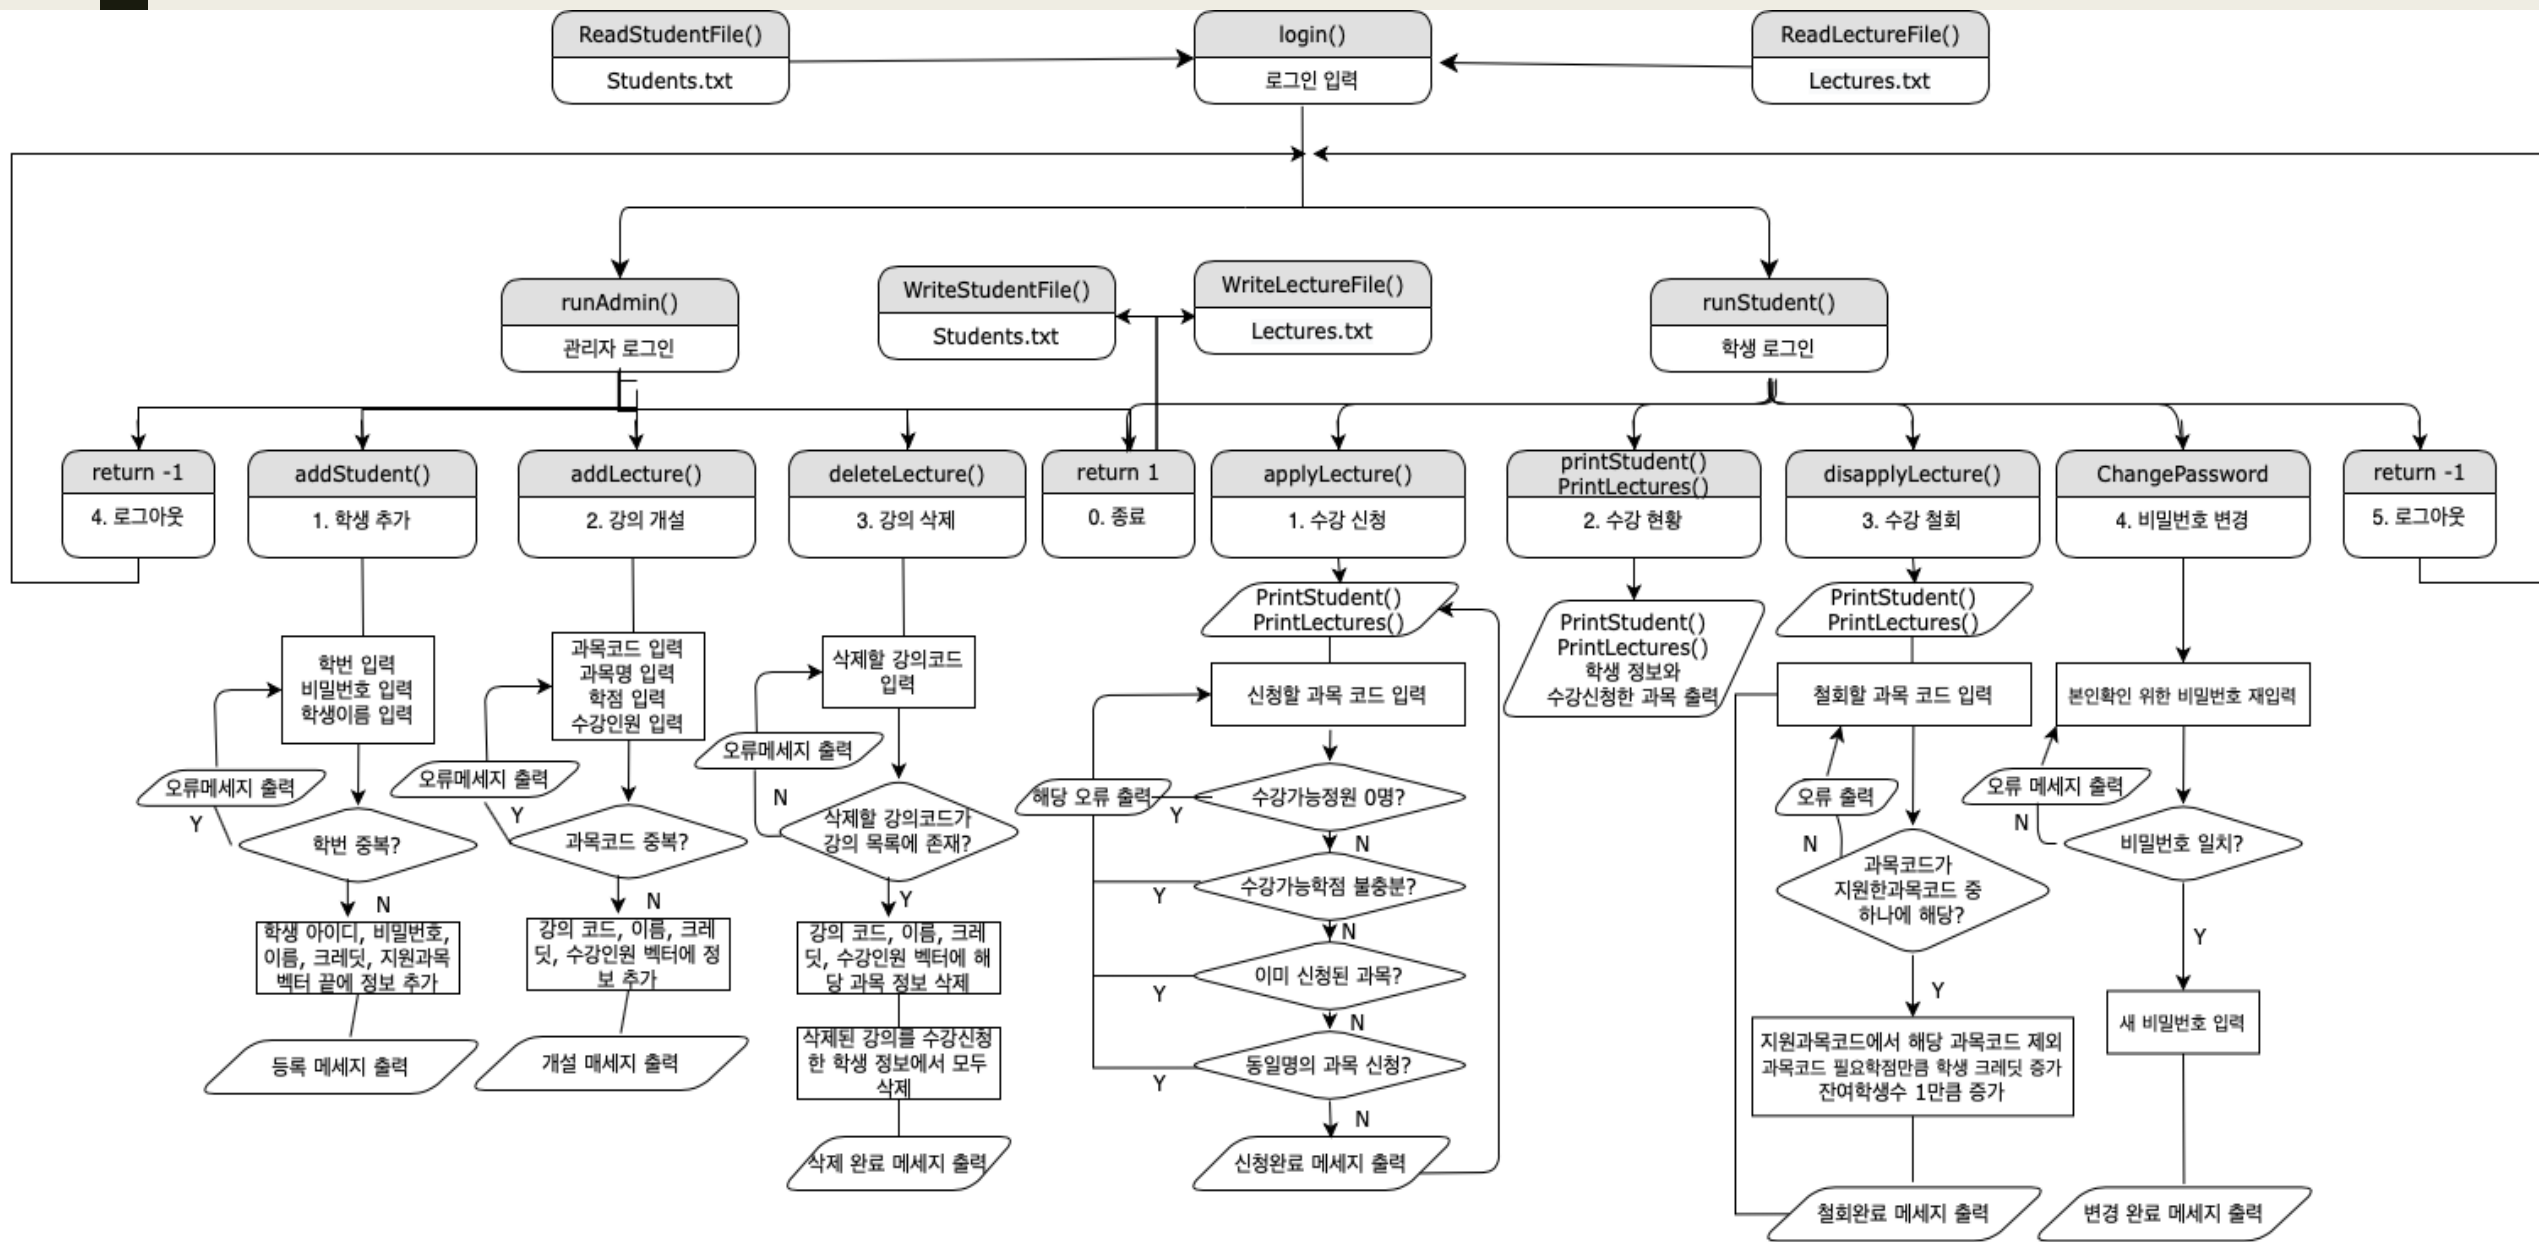 ReadStudentFile()
Students.txt
login()
로그인 입력
ReadLectureFile()
Lectures.txt
runAdmin()
관리자 로그인
WriteStudentFile()
Students.txt
WriteLectureFile()
Lectures.txt
runStudent()
학생 로그인
return -1
4. 로그아웃
addStudent()
1. 학생 추가
addLecture()
2. 강의 개설
deleteLecture()
3. 강의 삭제
return 1
0. 종료
applyLecture()
1. 수강 신청
printStudent()
PrintLectures()
2. 수강 현황
disapplyLecture()
3. 수강 철회
ChangePassword
4. 비밀번호 변경
return -1
5. 로그아웃
학번 입력
비밀번호 입력
학생이름 입력
오류메세지 출력
Y
학번 중복?
N
학생 아이디, 비밀번호,
이름, 크레딧, 지원과목
벡터 끝에 정보 추가
등록 메세지 출력
과목코드 입력
과목명 입력
학점 입력
수강인원 입력
오류메세지 출력
Y
과목코드 중복?
N
강의 코드, 이름, 크레
딧, 수강인원 벡터에 정
보 추가
개설 매세지 출력
삭제할 강의코드
입력
오류메세지 출력
N
삭제할 강의코드가
강의 목록에 존재?
Y
강의 코드, 이름, 크레
딧, 수강인원 벡터에 해
당 과목 정보 삭제
삭제된 강의를 수강신청
한 학생 정보에서 모두
삭제
삭제 완료 메세지 출력
PrintStudent()
PrintLectures()
신청할 과목 코드 입력
해당 오류 출력
Y
수강가능정원 0명?
N
수강가능학점 불충분?
Y
N
이미 신청된 과목?
Y
N
동일명의 과목 신청?
Y
N
신청완료 메세지 출력
PrintStudent()
PrintLectures()
학생 정보와
수강신청한 과목 출력
PrintStudent()
PrintLectures()
철회할 과목 코드 입력
오류 출력
N
과목코드가
지원한과목코드 중
하나에 해당?
Y
지원과목코드에서 해당 과목코드 제외
과목코드 필요학점만큼 학생 크레딧 증가
잔여학생수 1만큼 증가
철회완료 메세지 출력
본인확인 위한 비밀번호 재입력
오류 메세지 출력
N
비밀번호 일치?
Y
새 비밀번호 입력
변경 완료 메세지 출력